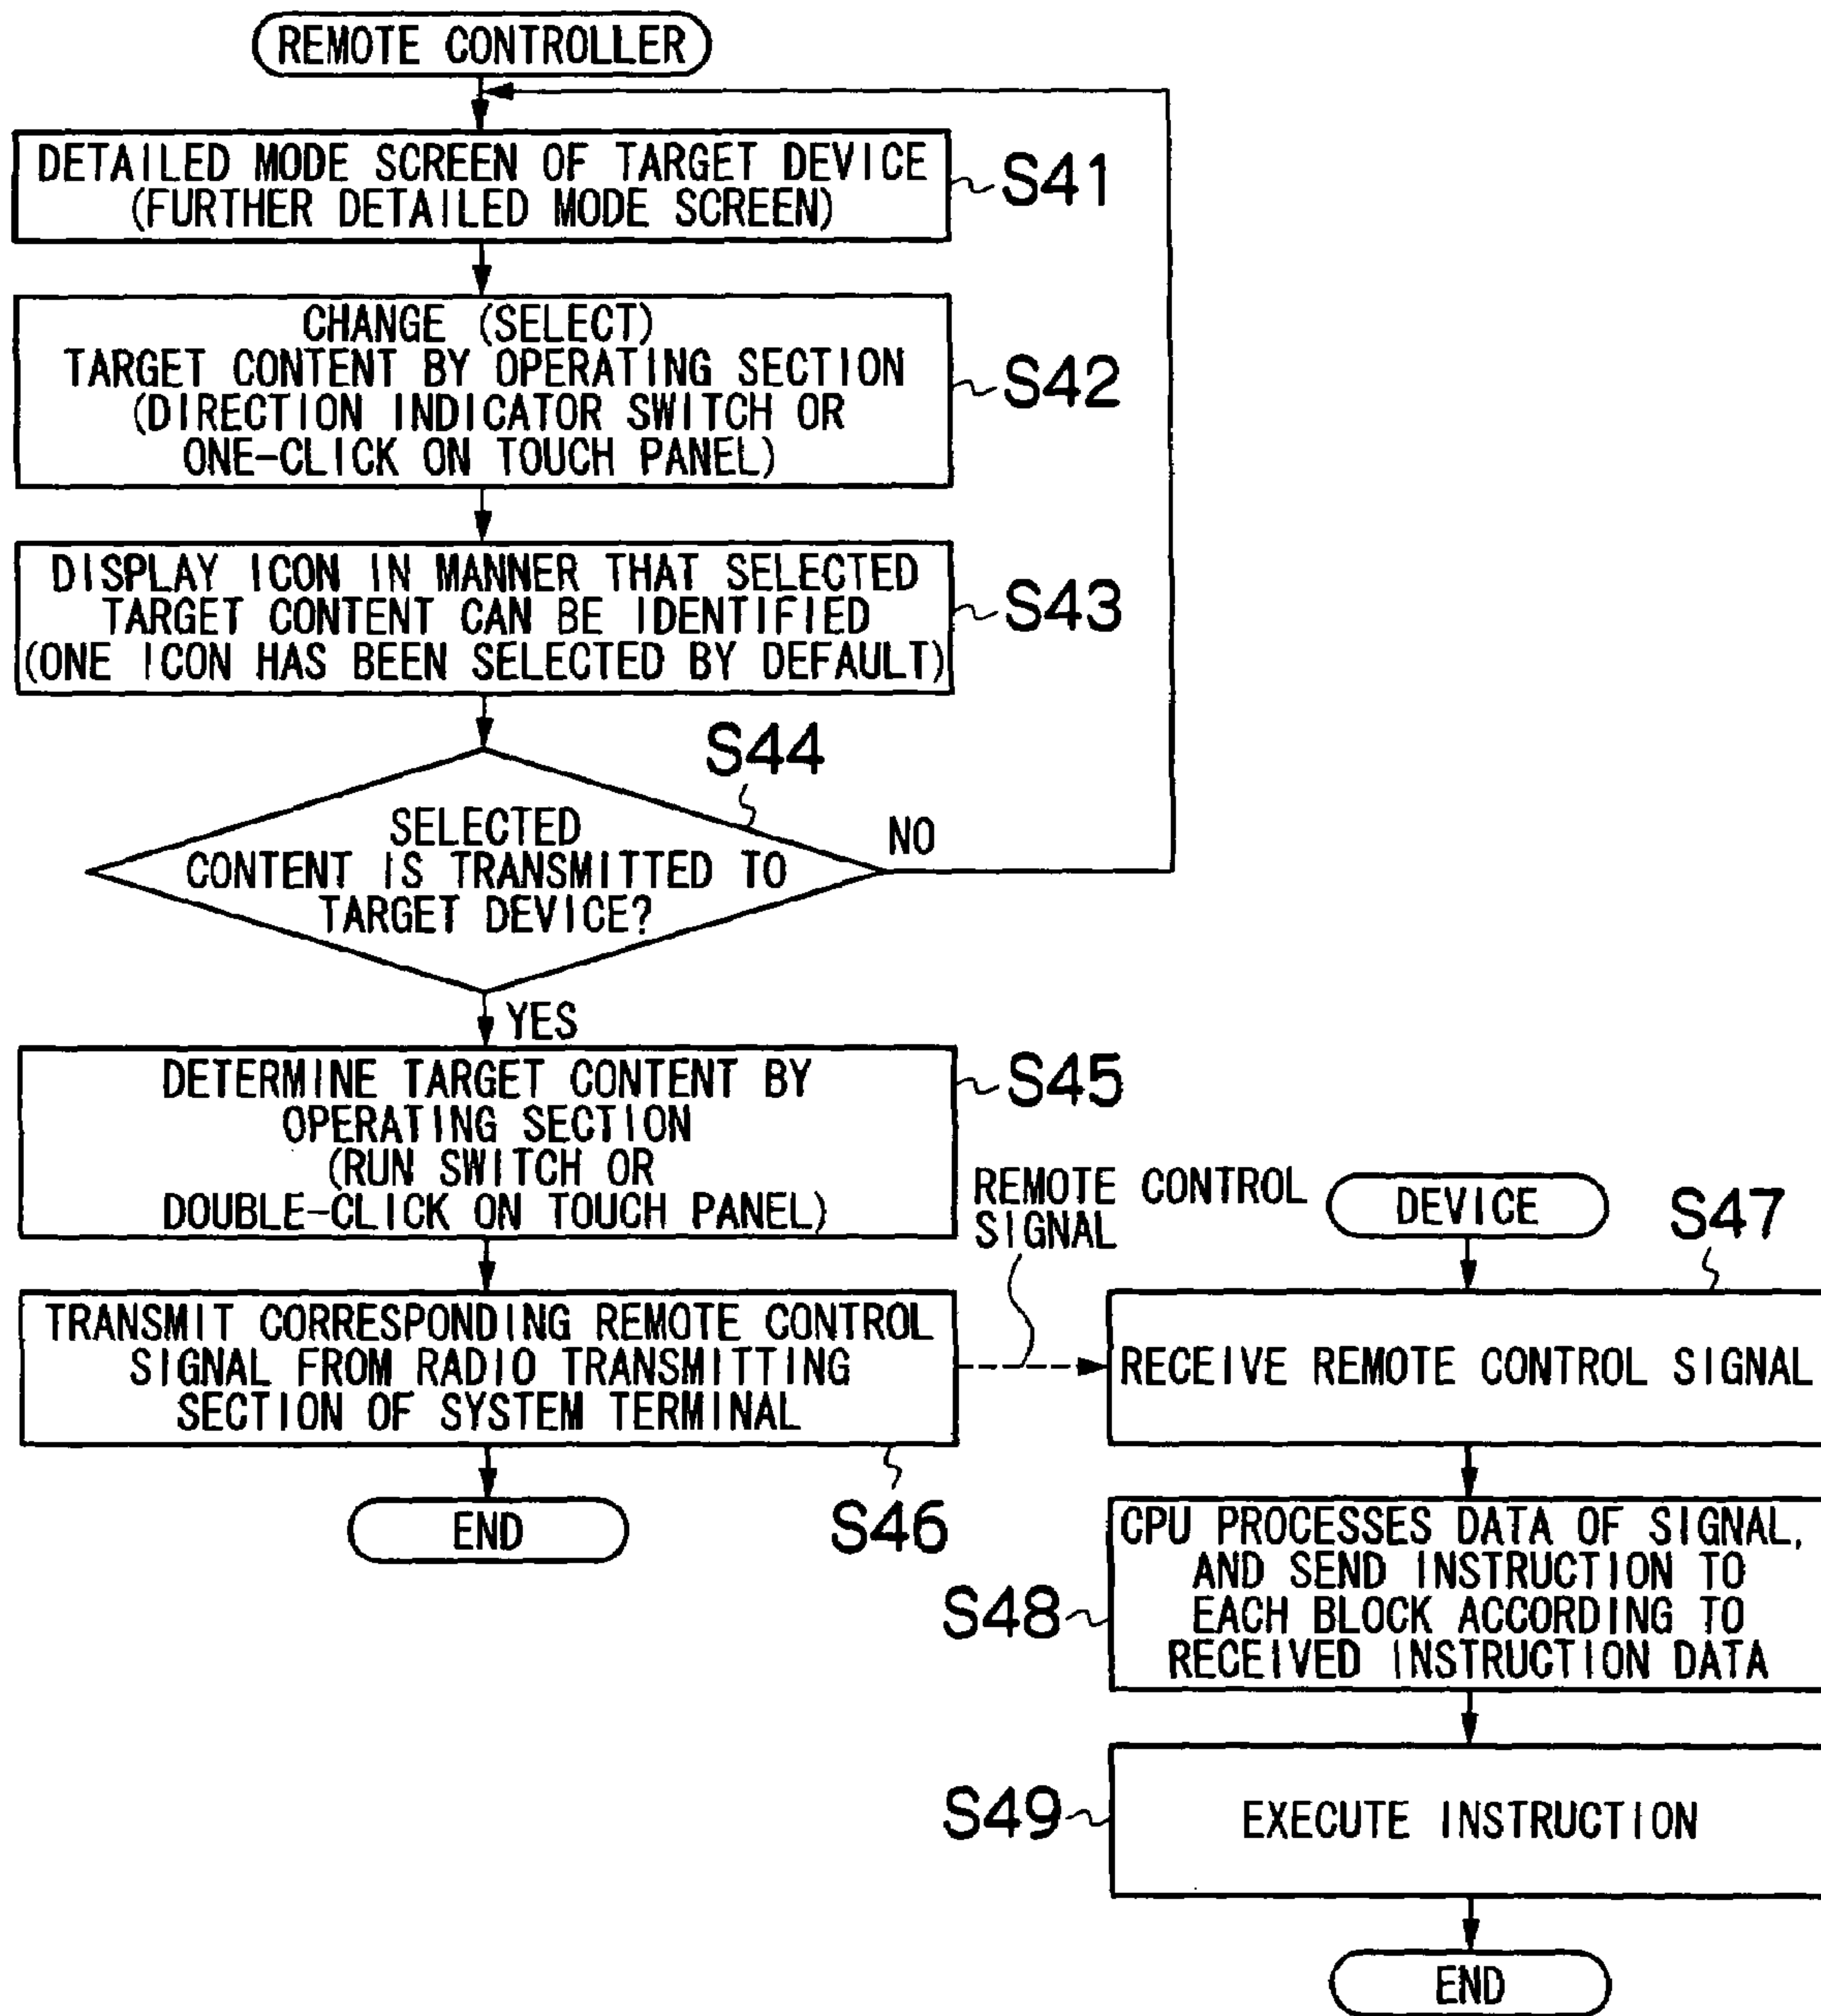 REMOTE CONTROLLER
DETAILED MODE SCREEN OF TARGET DEVICE
(FURTHER DETAILED MODE SCREEN)
S41
CHANGE (SELECT)
TARGET CONTENT BY OPERATING SECTION
(DIRECTION INDICATOR SWITCH OR
ONE-CLICK ON TOUCH PANEL)
S42
DISPLAY ICON IN MANNER THAT SELECTED
TARGET CONTENT CAN BE IDENTIFIED
(ONE ICON HAS BEEN SELECTED BY DEFAULT)
S43
S44
SELECTED
CONTENT IS TRANSMITTED TO
TARGET DEVICE?
NO
YES
DETERMINE TARGET CONTENT BY
OPERATING SECTION
(RUN SWITCH OR
DOUBLE-CLICK ON TOUCH PANEL)
S45
TRANSMIT CORRESPONDING REMOTE CONTROL
SIGNAL FROM RADIO TRANSMITTING
SECTION OF SYSTEM TERMINAL
S46
END
REMOTE CONTROL
SIGNAL
DEVICE
S47
RECEIVE REMOTE CONTROL SIGNAL
CPU PROCESSES DATA OF SIGNAL,
AND SEND INSTRUCTION TO
EACH BLOCK ACCORDING TO
RECEIVED INSTRUCTION DATA
S48
EXECUTE INSTRUCTION
S49
END